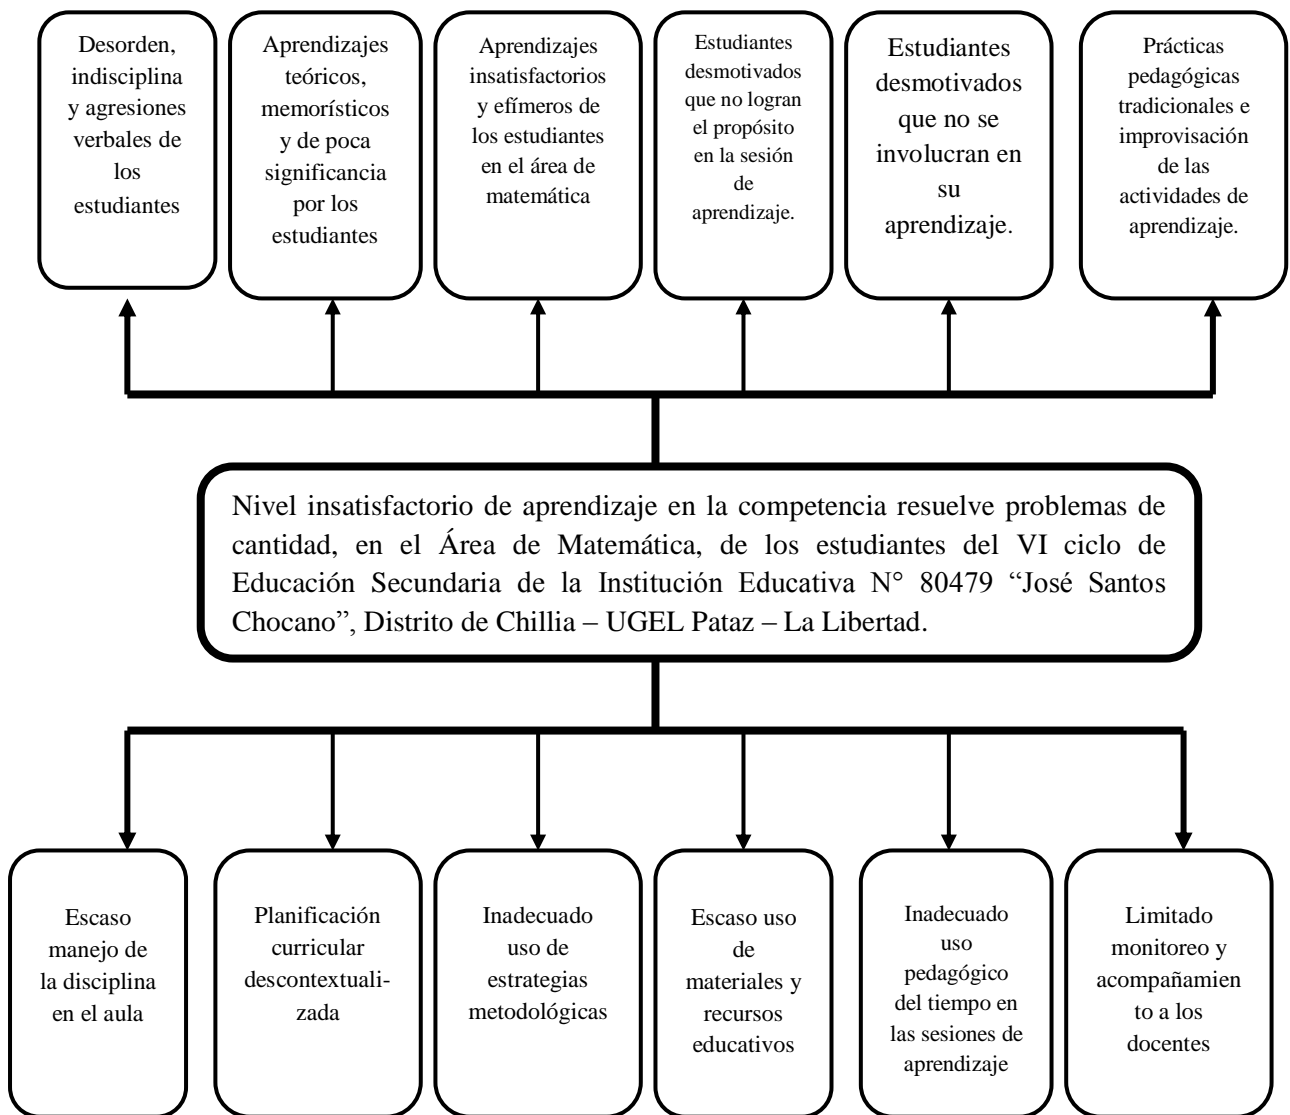 Desorden,
indisciplina
y agresiones
verbales de
los
estudiantes
Aprendizajes
teóricos,
memorísticos
y de poca
significancia
por los
estudiantes
Aprendizajes
insatisfactorios
y efímeros de
los estudiantes
en el área de
matemática
Estudiantes
desmotivados
que no logran
el propósito
en la sesión
de
aprendizaje.
Estudiantes
desmotivados
que no se
involucran en
su
aprendizaje.
Prácticas
pedagógicas
tradicionales e
improvisación
de las
actividades de
aprendizaje.
Nivel insatisfactorio de aprendizaje en la competencia resuelve problemas de
cantidad, en el Área de Matemática, de los estudiantes del VI ciclo de
Educación Secundaria de la Institución Educativa N° 80479 “José Santos
Chocano”, Distrito de Chillia – UGEL Pataz – La Libertad.
Escaso
manejo de
la disciplina
en el aula
Planificación
curricular
descontextuali-
zada
Inadecuado
uso de
estrategias
metodológicas
Escaso uso
de
materiales y
recursos
educativos
Inadecuado
uso
pedagógico
del tiempo en
las sesiones de
aprendizaje
Limitado
monitoreo y
acompañamien
to a los
docentes